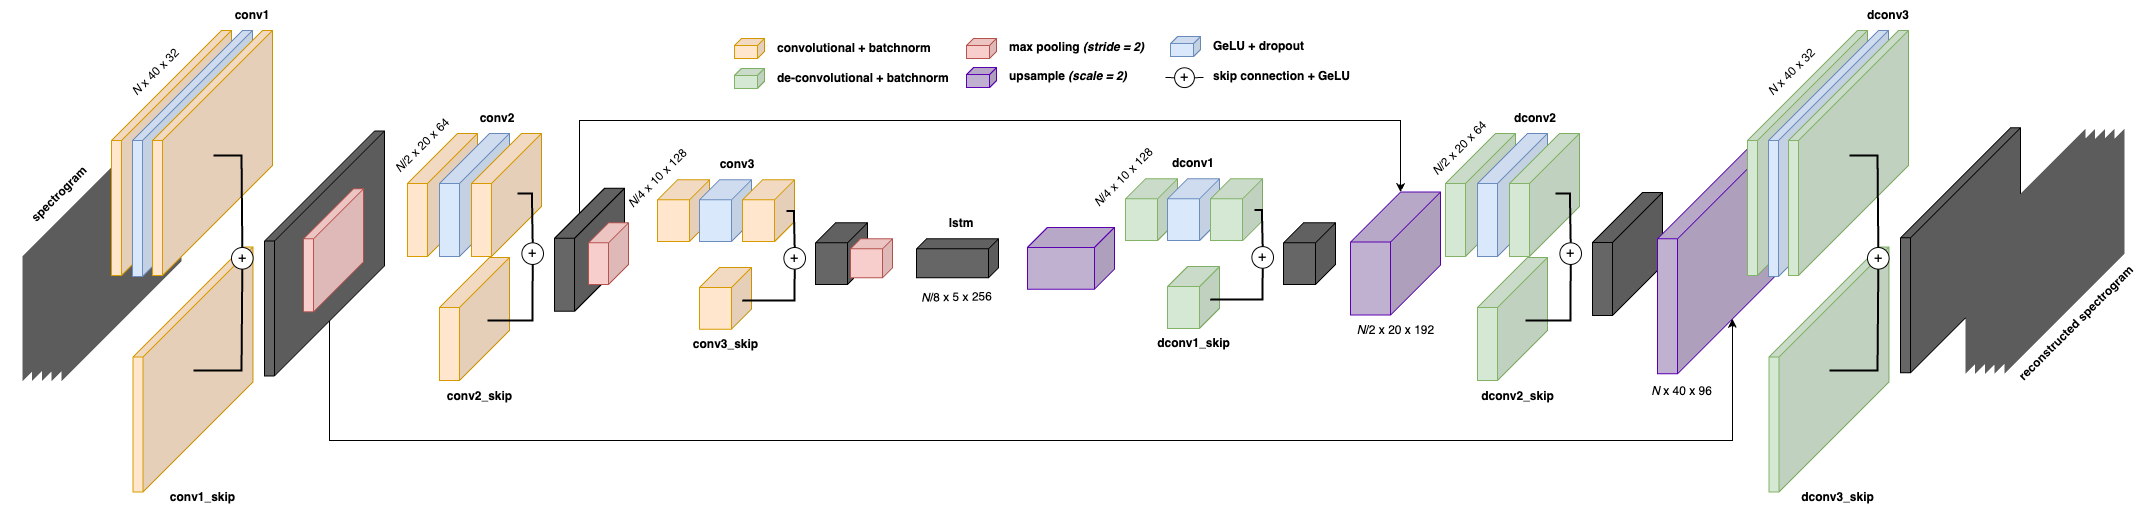 conv1
N x 40 x 32
spectrogram
conv1_skip
conv2
N/2 x 20 x 64
conv2_skip
conv3
N/4 x 10 x 128
conv3_skip
convolutional + batchnorm
max pooling (stride = 2)
GeLU + dropout
de-convolutional + batchnorm
upsample (scale = 2)
+
skip connection + GeLU
+
+
+
lstm
N/8 x 5 x 256
dconv1
N/4 x 10 x 128
+
dconv1_skip
N/2 x 20 x 192
dconv2
N/2 x 20 x 64
+
dconv2_skip
N x 40 x 96
dconv3
N x 40 x 32
+
dconv3_skip
reconstructed spectrogram